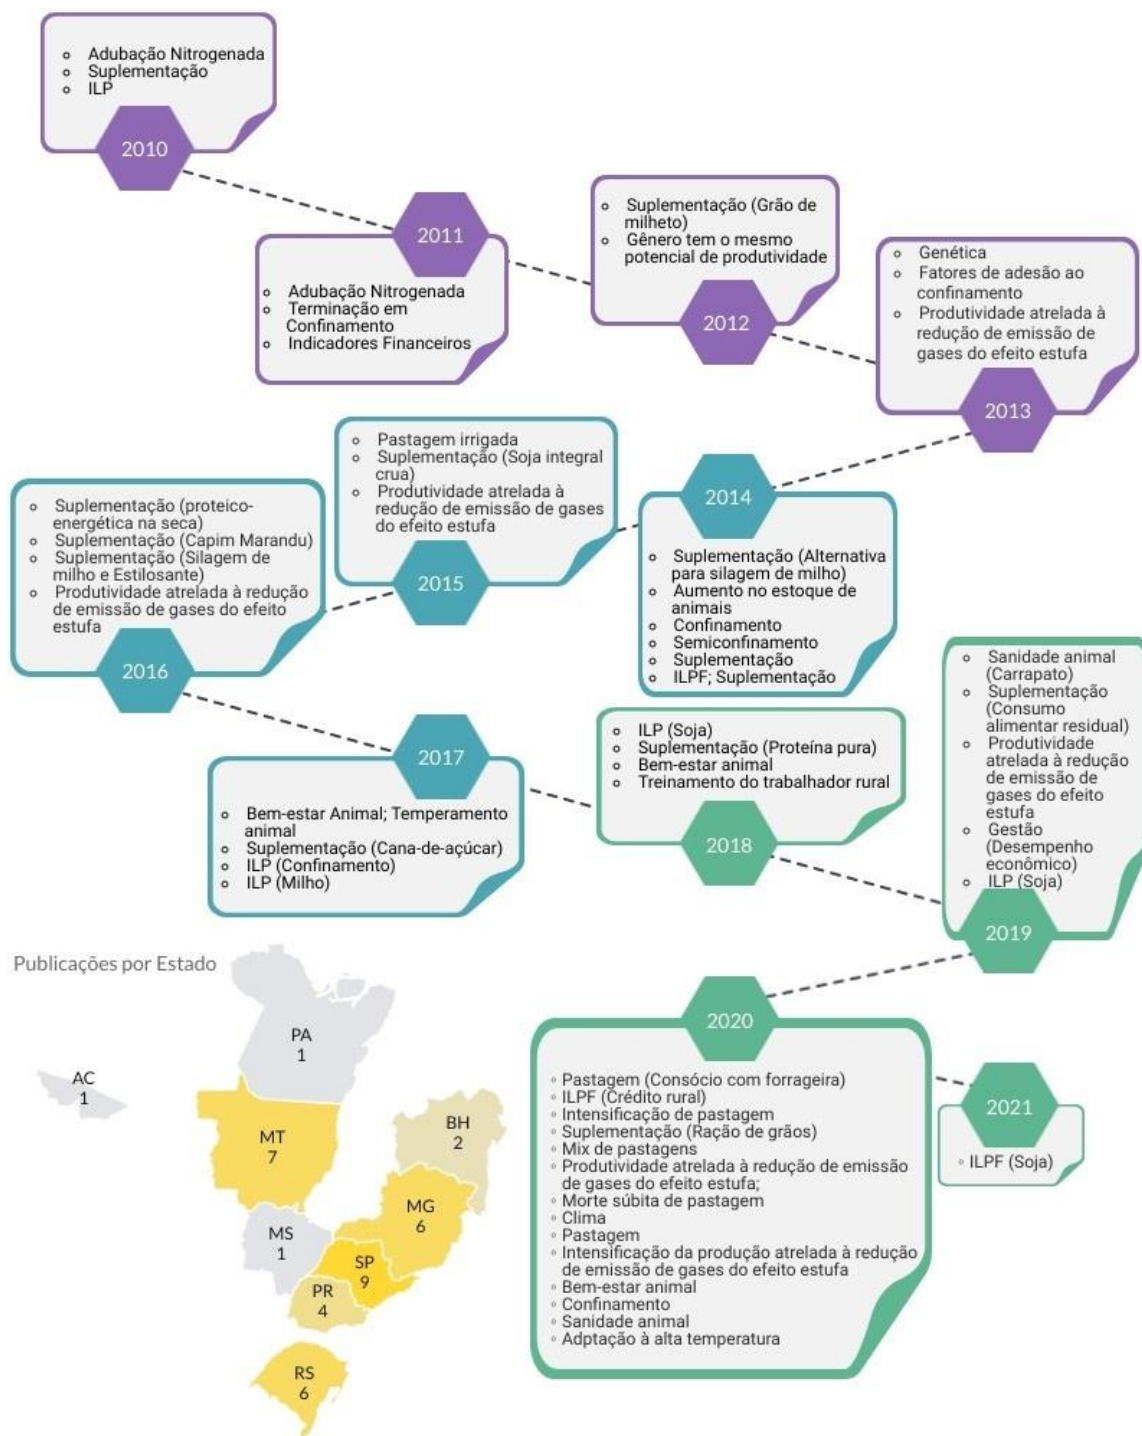 Adubação Nitrogenada
Suplementação
ILP
2010
2011
Adubação Nitrogenada
Terminação em
Confinamento
Indicadores Financeiros
Suplementação (Grão de
milheto)
Gênero tem o mesmo
potencial de produtividade
2012
Genética
Fatores de adesão ao
confinamento
Produtividade atrelada à
redução de emissão de
gases do efeito estufa
2013
2014
Suplementação (Alternativa
para silagem de milho)
Aumento no estoque de
animais
Confinamento
Semiconfinamento
Suplementação
ILPF; Suplementação
Pastagem irrigada
Suplementação (Soja integral
crua)
Produtividade atrelada à
redução de emissão de gases
do efeito estufa
2015
Suplementação (proteico-
energética na seca)
Suplementação (Capim Marandu)
Suplementação (Silagem de
milho e Estilosante)
Produtividade atrelada à redução
de emissão de gases do efeito
estufa
2016
2017
Bem-estar Animal; Temperamento
animal
Suplementação (Cana-de-açúcar)
ILP (Confinamento)
ILP (Milho)
ILP (Soja)
Suplementação (Proteína pura)
Bem-estar animal
Treinamento do trabalhador rural
2018
Sanidade animal
(Carrapato)
Suplementação
(Consumo
alimentar residual)
Produtividade
atrelada à redução
de emissão de
gases do efeito
estufa
Gestão
(Desempenho
econômico)
ILP (Soja)
2019
2020
Pastagem (Consócio com forrageira)
ILPF (Crédito rural)
Intensificação de pastagem
Suplementação (Ração de grãos)
Mix de pastagens
Produtividade atrelada à redução de emissão
de gases do efeito estufa;
Morte súbita de pastagem
Clima
Pastagem
Intensificação da produção atrelada à redução
de emissão de gases do efeito estufa
Bem-estar animal
Confinamento
Sanidade animal
Adptação à alta temperatura
2021
ILPF (Soja)
Publicações por Estado
PA
1
AC
1
MT
7
BH
2
MG
6
MS
1
SP
9
PR
4
RS
6